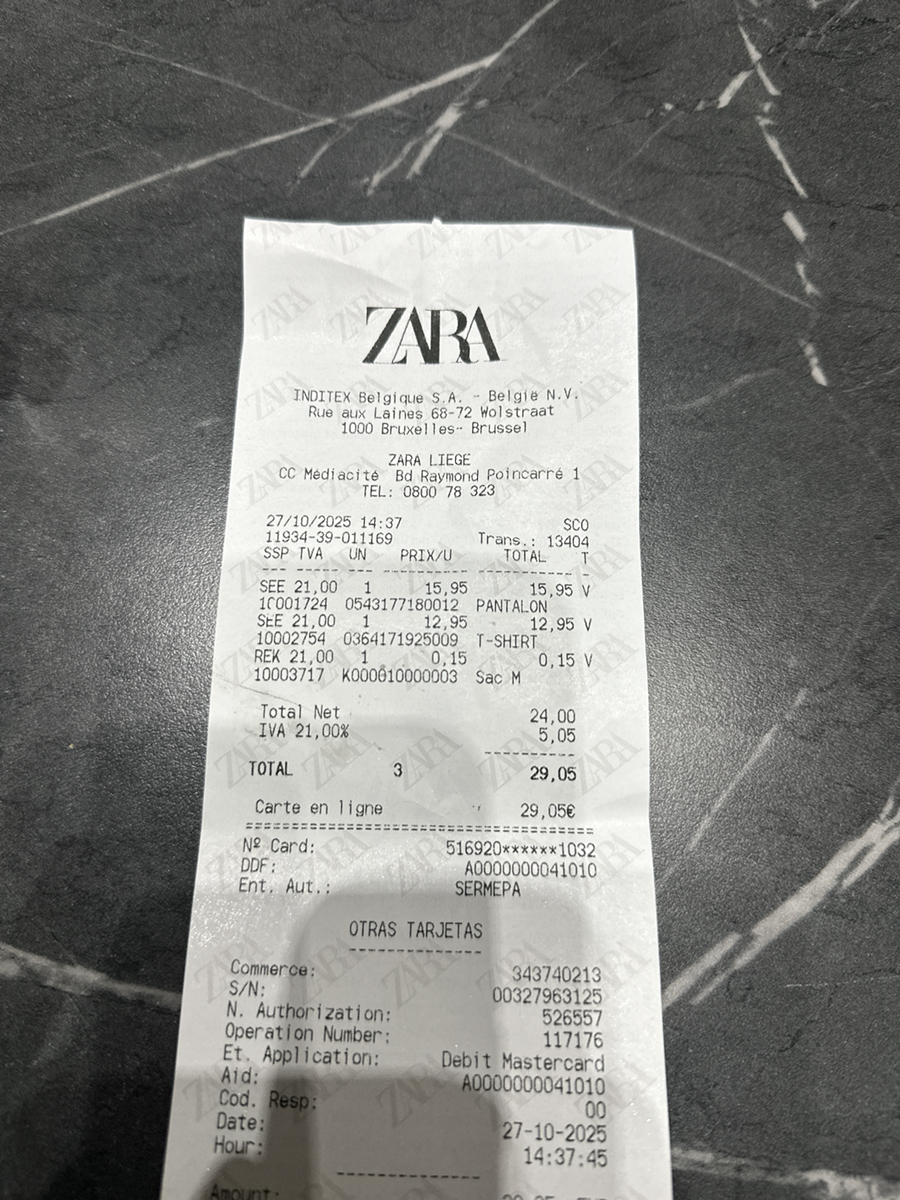 ZARA
INDITEX Belgique S.A. - België N.V.
Rue aux Laines 68-72 Wolstraat
1000 Bruxelles- Brussel
ZARA LIEGE
CC Médiacité Bd Raymond Poincarré 1
TEL: 0800 78 323
27/10/2025 14:37 SCO
11934-39-011169 Trans.: 13404
SSP TVA UN PRIX/U TOTAL T
SEE 21,00 1 15,95 15,95 V
10001724 0543177180012 PANTALON
SEE 21,00 1 12,95 12,95 V
10002754 0364171925009 T-SHIRT
REK 21,00 1 0,15 0,15 V
10003717 K000610000003 Sac M
Total Net 24,00
IVA 21,00% 5,05
TOTAL 3 29,05
Carte en ligne 29,05€
Nº Card: 516920******1032
DDF: A0000000041010
Ent. Aut.: SERMEPA
OTRAS TARJETAS
Commerce: 343740213
S/N: 00327963125
N. Authorization: 526557
Operation Number: 117176
Et. Application: Debit Mastercard
Aid: A0000000041010
Cod. Resp: 00
Date: 27-10-2025
Hour: 14:37:45
Amount: